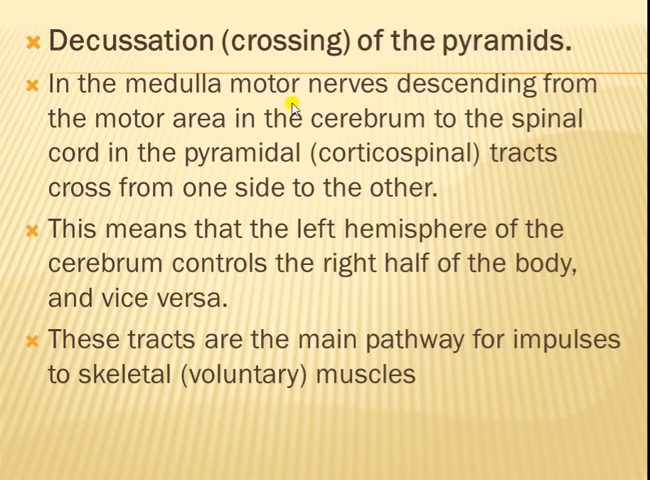 Decussation (crossing) of the pyramids.
In the medulla motor nerves descending from
the motor area in the cerebrum to the spinal
cord in the pyramidal (corticospinal) tracts
cross from one side to the other.
This means that the left hemisphere of the
cerebrum controls the right half of the body,
and vice versa.
These tracts are the main pathway for impulses
to skeletal (voluntary) muscles